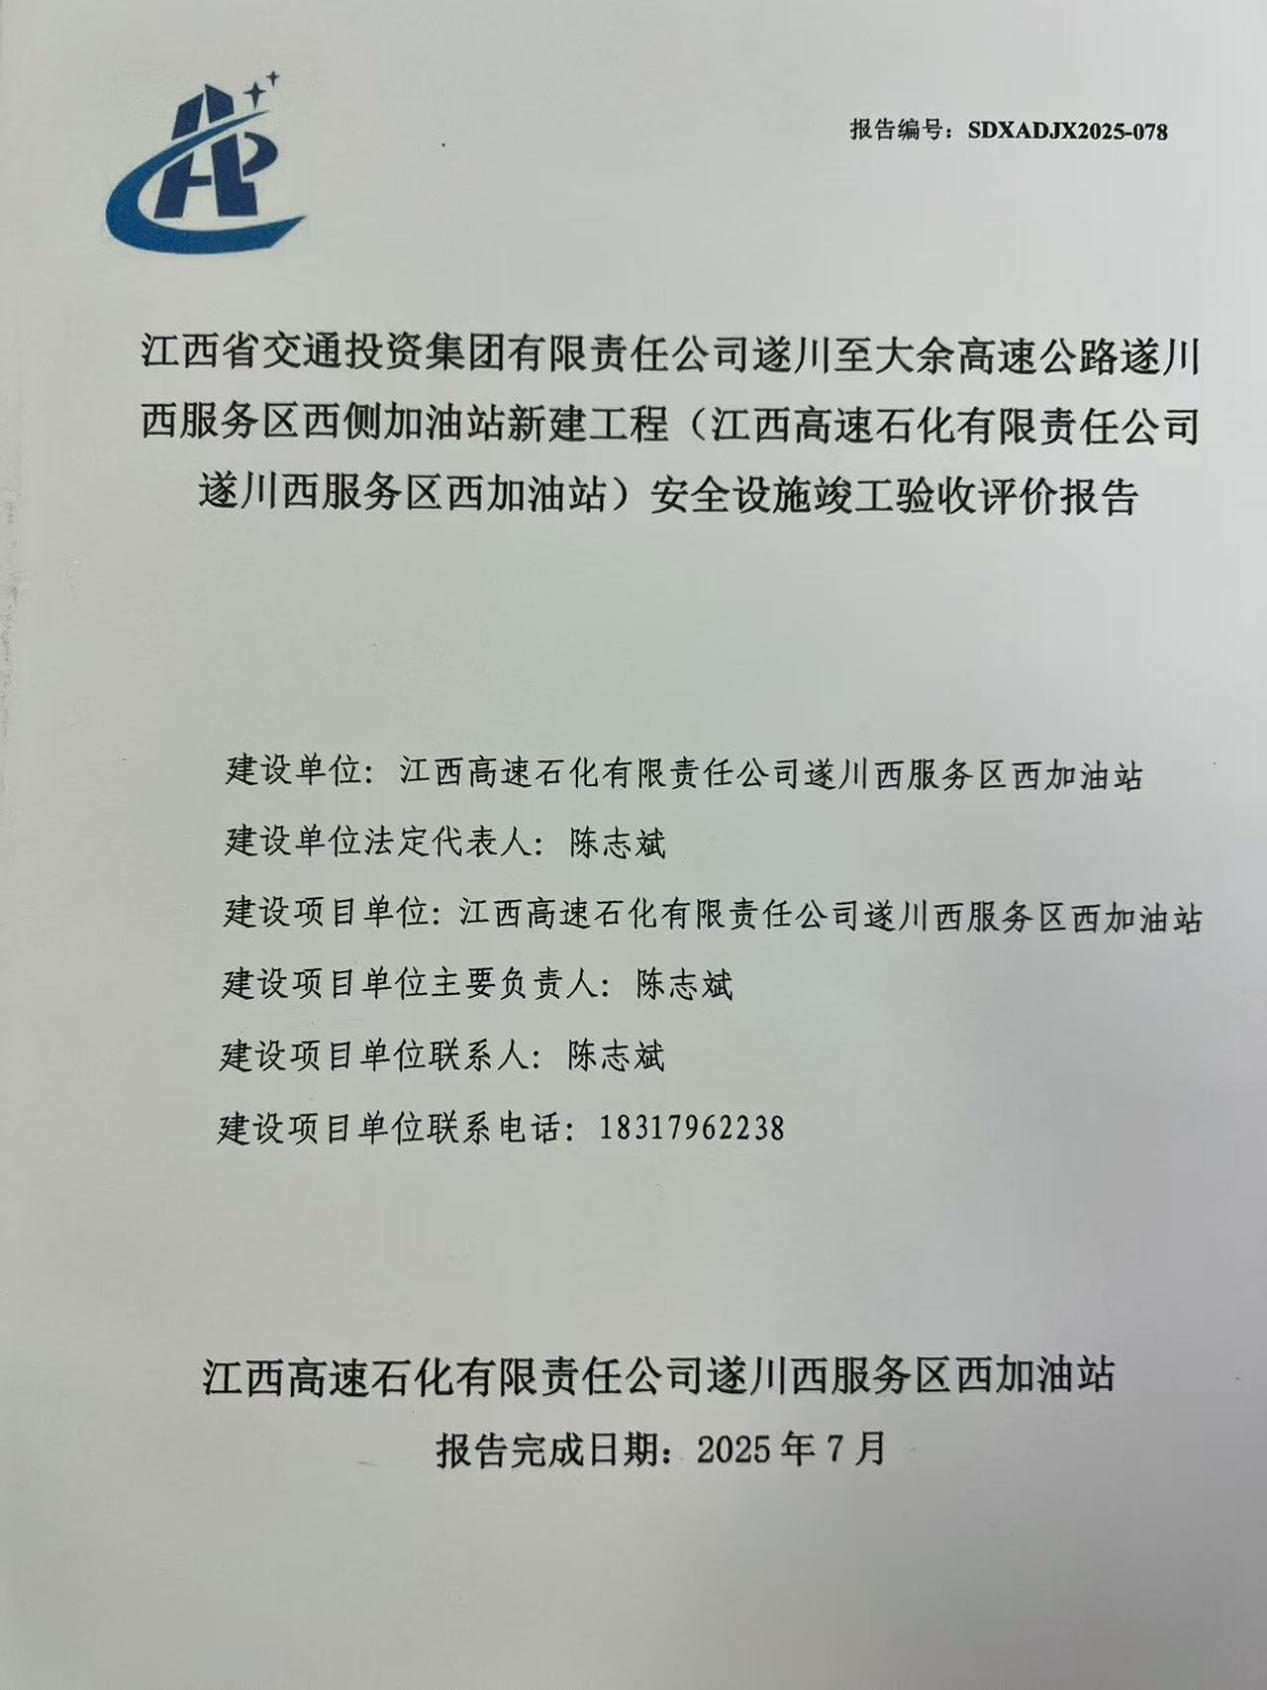 报告编号：SDXADJX2025-078
江西省交通投资集团有限责任公司遂川至大余高速公路遂川
西服务区西侧加油站新建工程（江西高速石化有限责任公司
遂川西服务区西加油站）安全设施竣工验收评价报告
建设单位：江西高速石化有限责任公司遂川西服务区西加油站
建设单位法定代表人：陈志斌
建设项目单位：江西高速石化有限责任公司遂川西服务区西加油站
建设项目单位主要负责人：陈志斌
建设项目单位联系人：陈志斌
建设项目单位联系电话：18317962238
江西高速石化有限责任公司遂川西服务区西加油站
报告完成日期：2025年7月